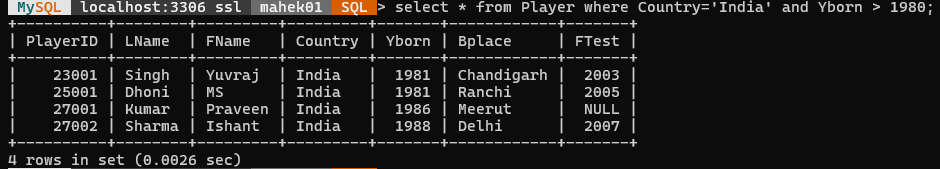 MySQL localhost:3306 ssl mahek01 SQL > select * from Player where Country='India' and Yborn > 1980;
+----------+--------+---------+---------+-------+------------+-------+
| PlayerID | LName  | FName   | Country | Yborn | Bplace     | FTest |
+----------+--------+---------+---------+-------+------------+-------+
|    23001 | Singh  | Yuvraj  | India   |  1981 | Chandigarh |  2003 |
|    25001 | Dhoni  | MS      | India   |  1981 | Ranchi     |  2005 |
|    27001 | Kumar  | Praveen | India   |  1986 | Meerut     |  NULL |
|    27002 | Sharma | Ishant  | India   |  1988 | Delhi      |  2007 |
+----------+--------+---------+---------+-------+------------+-------+
4 rows in set (0.0026 sec)